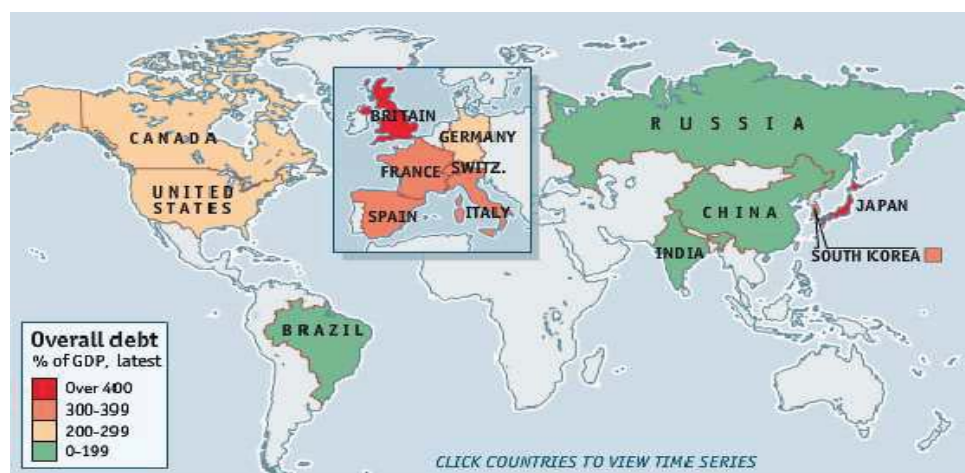 CANADA
UNITED
STATES
BRAZIL
BRITAIN
GERMANY
FRANCE
SWITZ.
SPAIN
ITALY
RUSSIA
CHINA
JAPAN
INDIA
SOUTH KOREA
Overall debt
% of GDP, latest
Over 400
300-399
200-299
0-199
CLICK COUNTRIES TO VIEW TIME SERIES